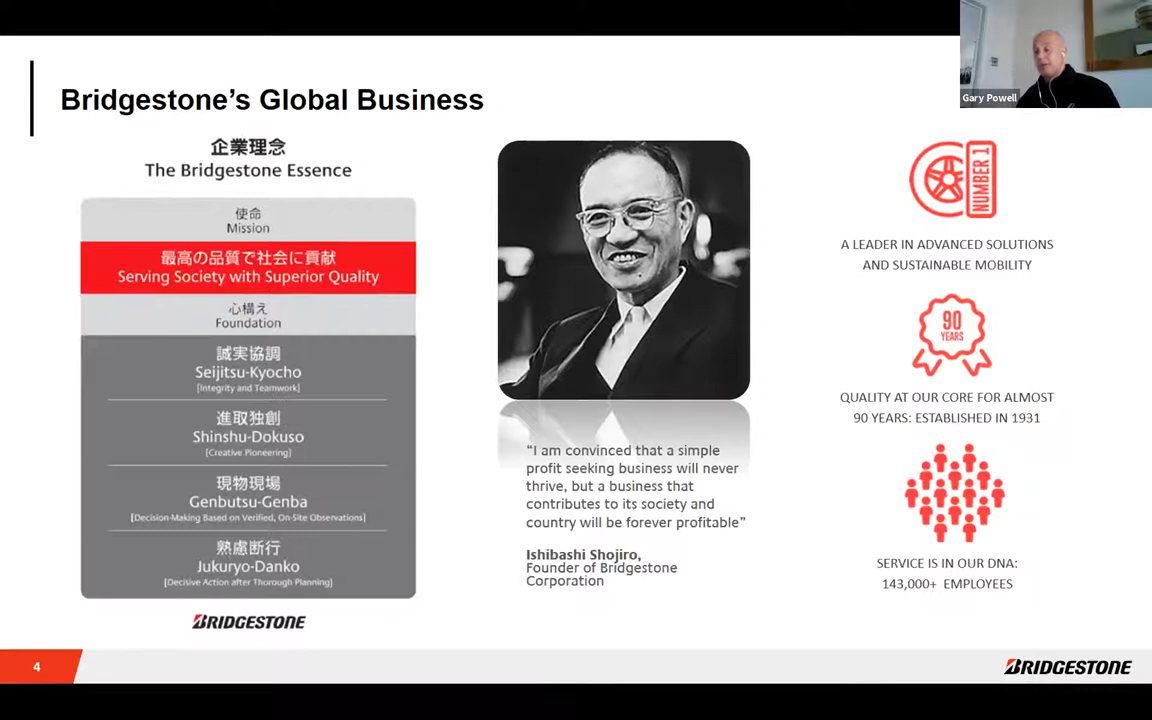 Gary Powell
Bridgestone's Global Business
企業理念
The Bridgestone Essence
使命
Mission
最高の品質で社会に貢献
Serving Society with Superior Quality
心構え
Foundation
誠実協調
Seijitsu-Kyocho
[Integrity and Teamwork]
進取独創
Shinshu-Dokuso
[Creative Pioneering]
現物現場
Genbutsu-Genba
[Decision-Making Based on Verified, On-Site Observations]
熟慮断行
Jukuryo-Danko
[Decisive Action after Thorough Planning]
BRIDGESTONE
“I am convinced that a simple
profit seeking business will never
thrive, but a business that
contributes to its society and
country will be forever profitable”
Ishibashi Shojiro,
Founder of Bridgestone
Corporation
NUMBER 1
A LEADER IN ADVANCED SOLUTIONS
AND SUSTAINABLE MOBILITY
90
YEARS
QUALITY AT OUR CORE FOR ALMOST
90 YEARS: ESTABLISHED IN 1931
SERVICE IS IN OUR DNA:
143,000+ EMPLOYEES
4
BRIDGESTONE